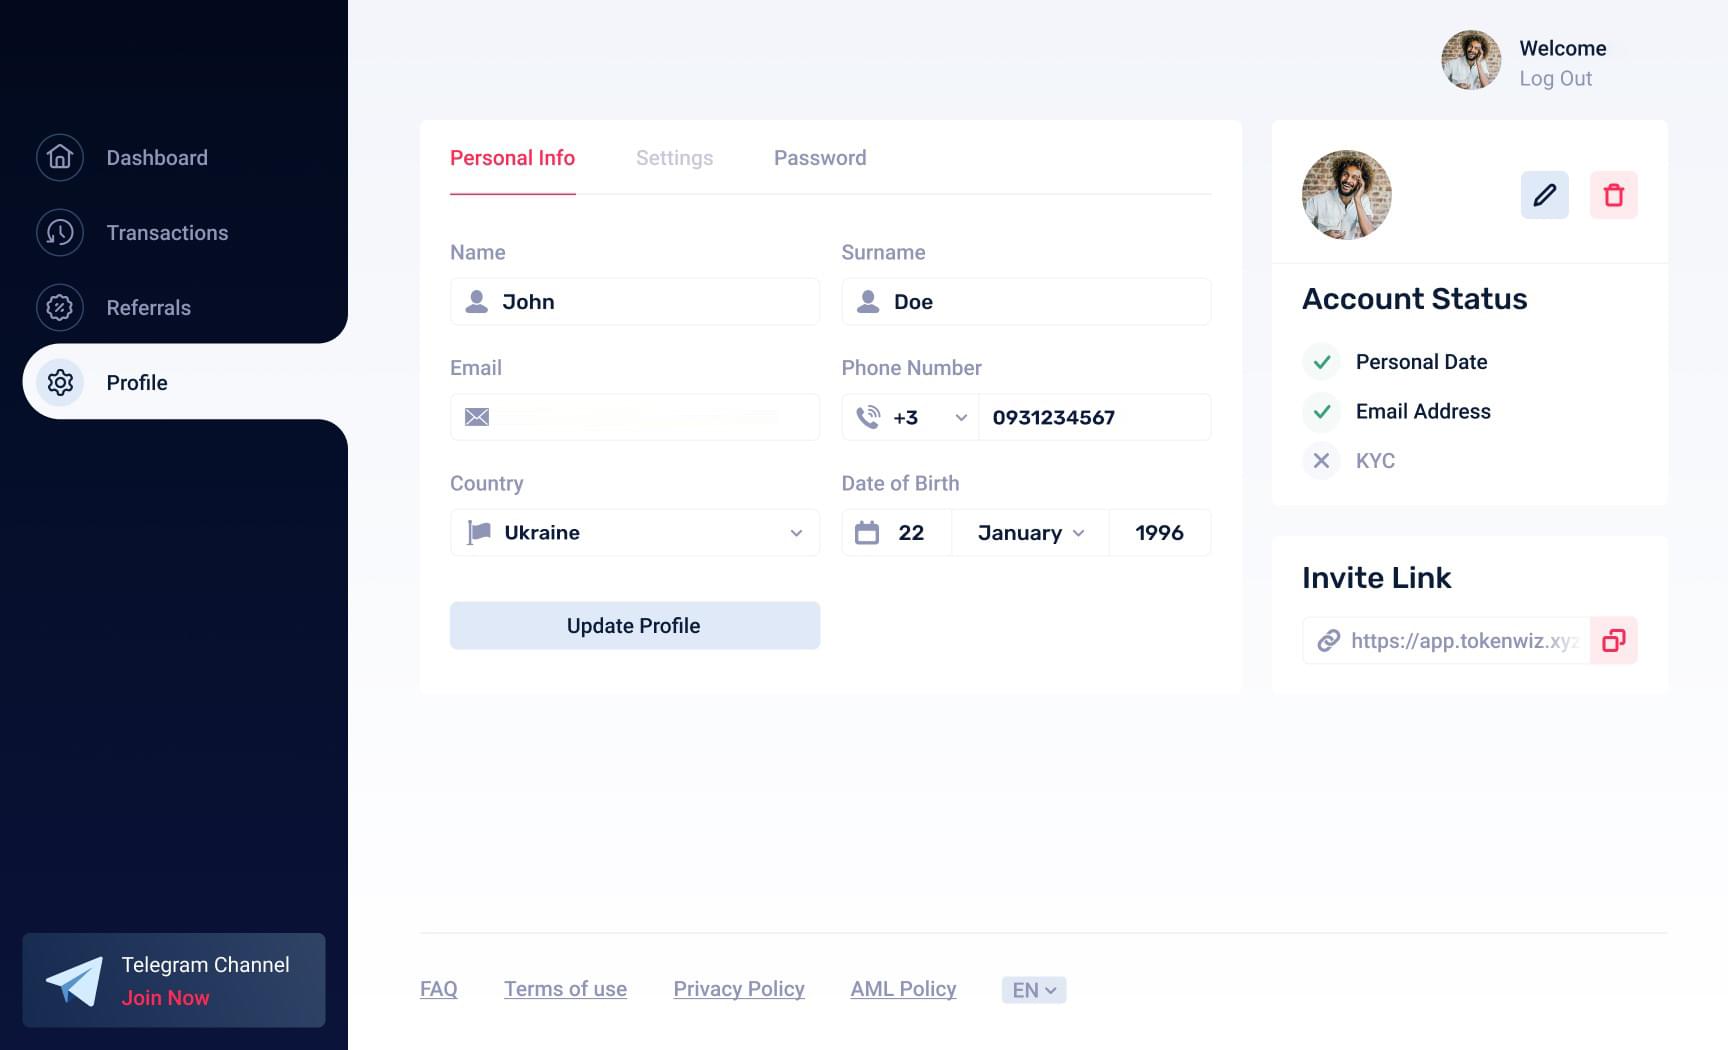 Welcome
Log Out
Dashboard
Transactions
Referrals
Profile
Telegram Channel
Join Now
Personal Info
Settings
Password
Name
Surname
John
Doe
Email
Phone Number
+3
0931234567
Country
Date of Birth
Ukraine
22
January
1996
Update Profile
Account Status
Personal Date
Email Address
KYC
Invite Link
https://app.tokenwiz.xyz
FAQ
Terms of use
Privacy Policy
AML Policy
EN